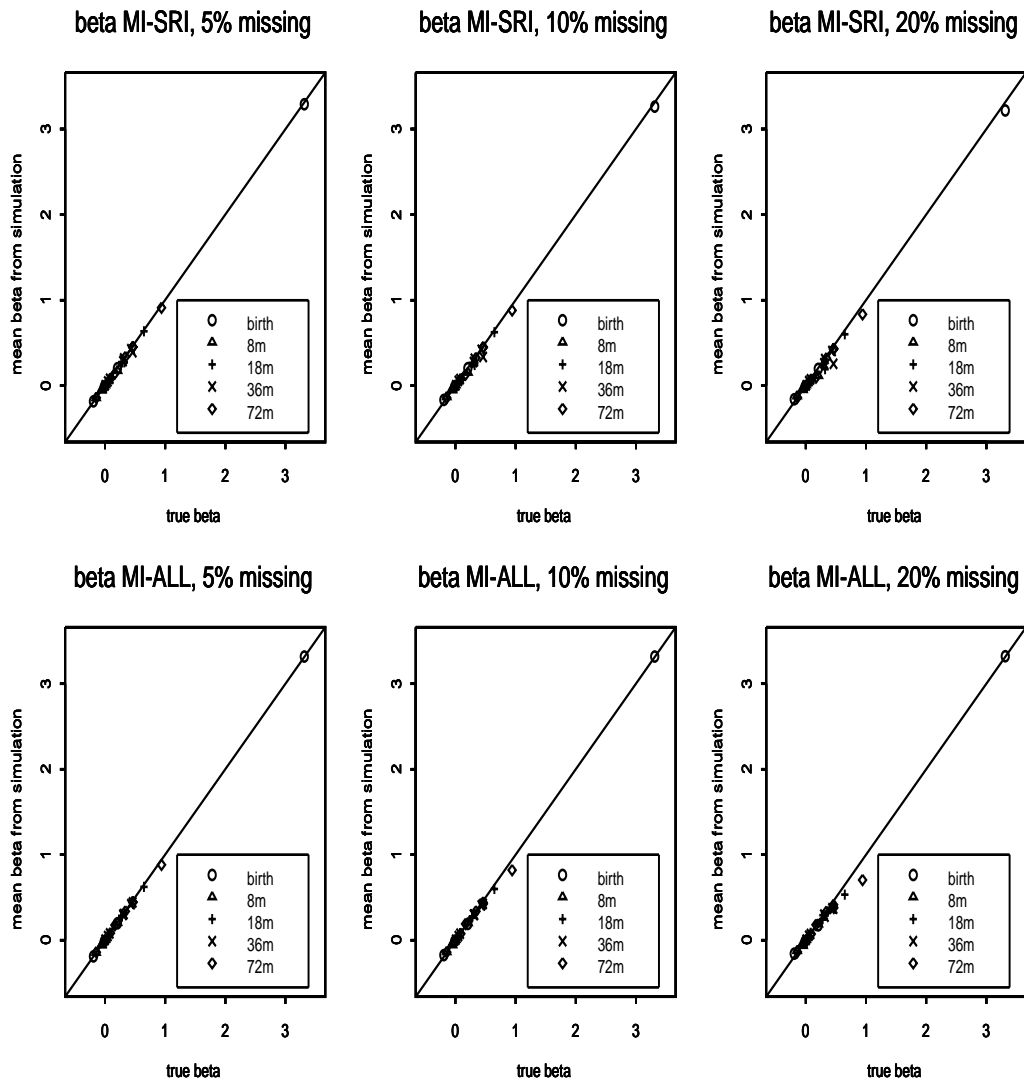 beta MI-SRI, 5% missing
mean beta from simulation
3
2
1
0
birth
8m
18m
36m
72m
0 1 2 3
true beta
beta MI-SRI, 10% missing
mean beta from simulation
3
2
1
0
birth
8m
18m
36m
72m
0 1 2 3
true beta
beta MI-SRI, 20% missing
mean beta from simulation
3
2
1
0
birth
8m
18m
36m
72m
0 1 2 3
true beta
beta MI-ALL, 5% missing
mean beta from simulation
3
2
1
0
birth
8m
18m
36m
72m
0 1 2 3
true beta
beta MI-ALL, 10% missing
mean beta from simulation
3
2
1
0
birth
8m
18m
36m
72m
0 1 2 3
true beta
beta MI-ALL, 20% missing
mean beta from simulation
3
2
1
0
birth
8m
18m
36m
72m
0 1 2 3
true beta